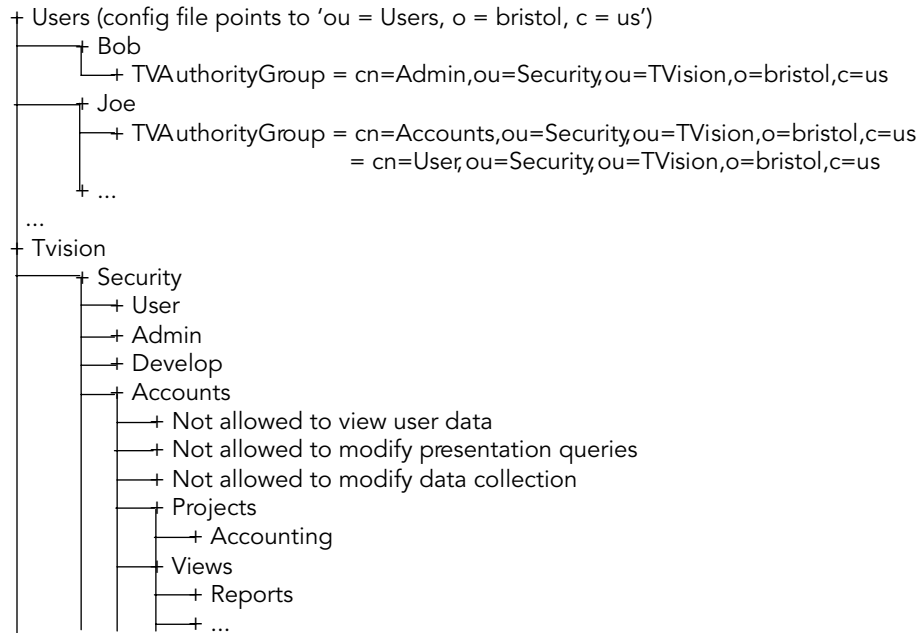 + Users (config file points to ‘ou = Users, o = bristol, c = us’)
+ Bob
+ TVAuthorityGroup = cn=Admin,ou=Security,ou=TVision,o=bristol,c=us
+ Joe
+ TVAuthorityGroup = cn=Accounts,ou=Security,ou=TVision,o=bristol,c=us
= cn=User,ou=Security,ou=TVision,o=bristol,c=us
+ ...
...
+ Tvision
+ Security
+ User
+ Admin
+ Develop
+ Accounts
+ Not allowed to view user data
+ Not allowed to modify presentation queries
+ Not allowed to modify data collection
+ Projects
+ Accounting
+ Views
+ Reports
+ ...